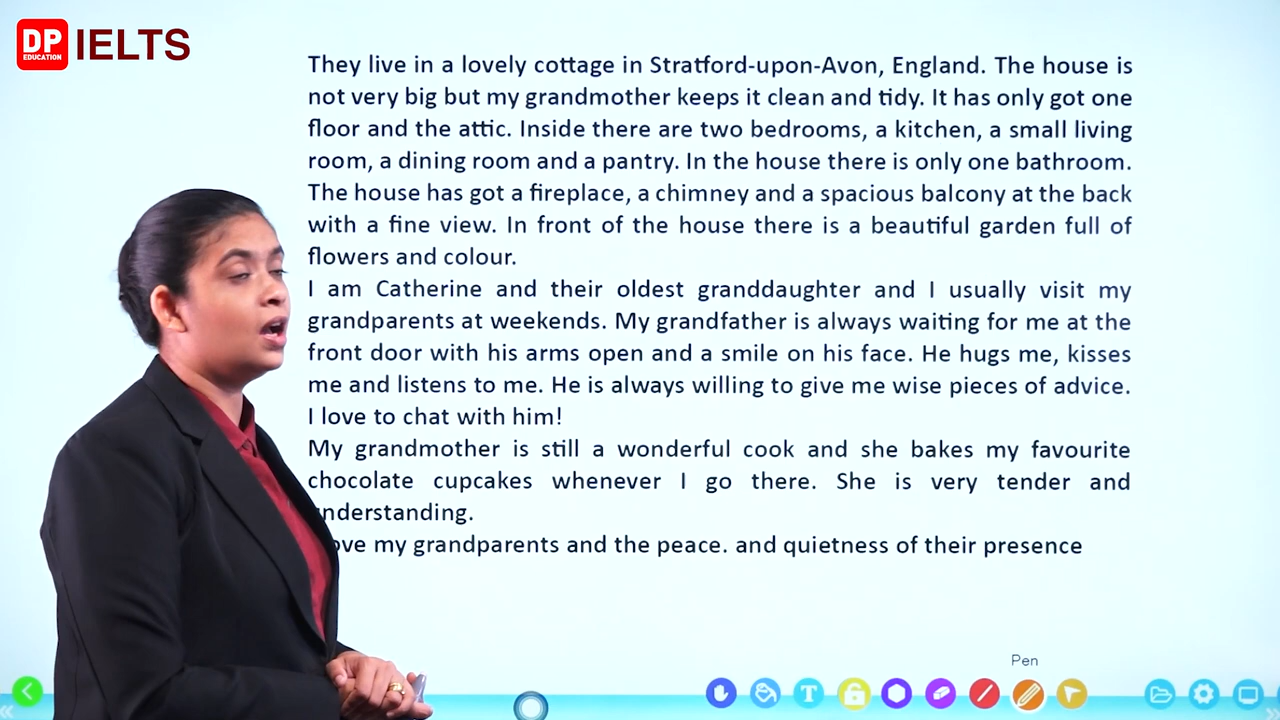 DP
EDUCATION
IELTS
They live in a lovely cottage in Stratford-upon-Avon, England. The house is
not very big but my grandmother keeps it clean and tidy. It has only got one
floor and the attic. Inside there are two bedrooms, a kitchen, a small living
room, a dining room and a pantry. In the house there is only one bathroom.
The house has got a fireplace, a chimney and a spacious balcony at the back
with a fine view. In front of the house there is a beautiful garden full of
flowers and colour.
I am Catherine and their oldest granddaughter and I usually visit my
grandparents at weekends. My grandfather is always waiting for me at the
front door with his arms open and a smile on his face. He hugs me, kisses
me and listens to me. He is always willing to give me wise pieces of advice.
I love to chat with him!
My grandmother is still a wonderful cook and she bakes my favourite
chocolate cupcakes whenever I go there. She is very tender and
understanding.
love my grandparents and the peace. and quietness of their presence
Pen